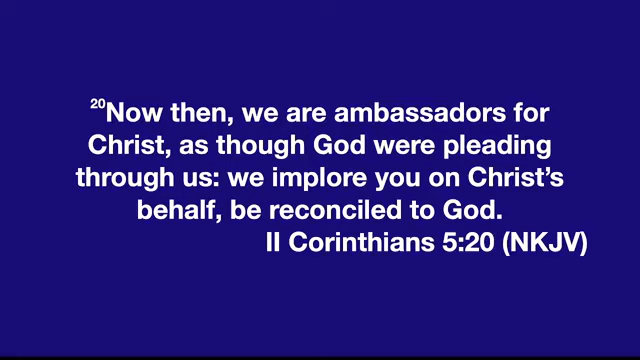 20Now then, we are ambassadors for
Christ, as though God were pleading
through us: we implore you on Christ’s
behalf, be reconciled to God.
II Corinthians 5:20 (NKJV)